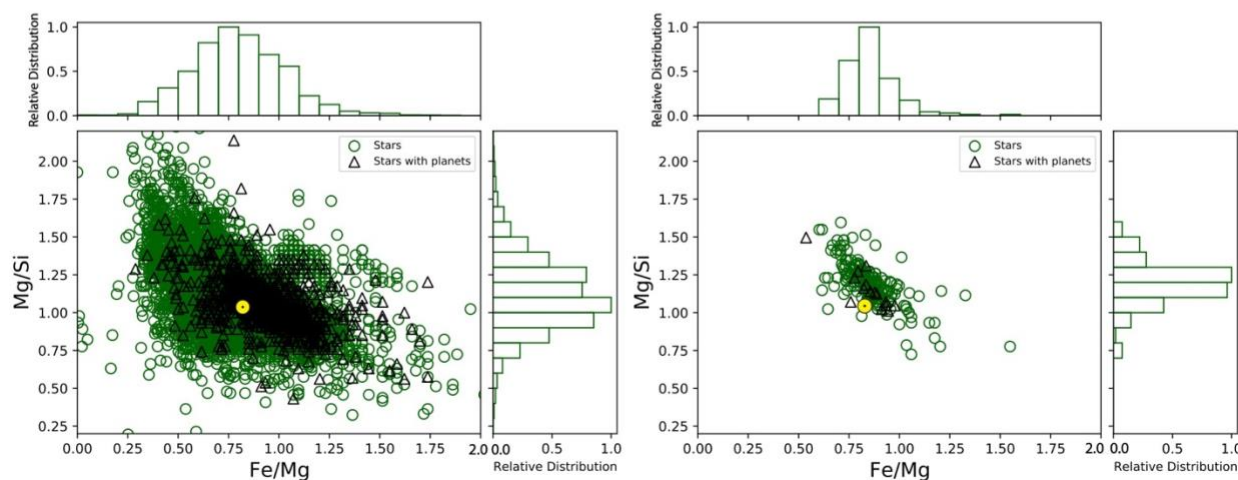 Relative Distribution
1.0
0.5
0.0
Stars
Stars with planets
2.00
1.75
1.50
1.25
1.00
0.75
0.50
0.25
Mg/Si
0.00 0.25 0.50 0.75 1.00 1.25 1.50 1.75 2.00
Fe/Mg
0.0 0.5 1.0
Relative Distribution
Relative Distribution
1.0
0.5
0.0
Stars
Stars with planets
2.00
1.75
1.50
1.25
1.00
0.75
0.50
0.25
Mg/Si
0.00 0.25 0.50 0.75 1.00 1.25 1.50 1.75 2.00
Fe/Mg
0.0 0.5 1.0
Relative Distribution